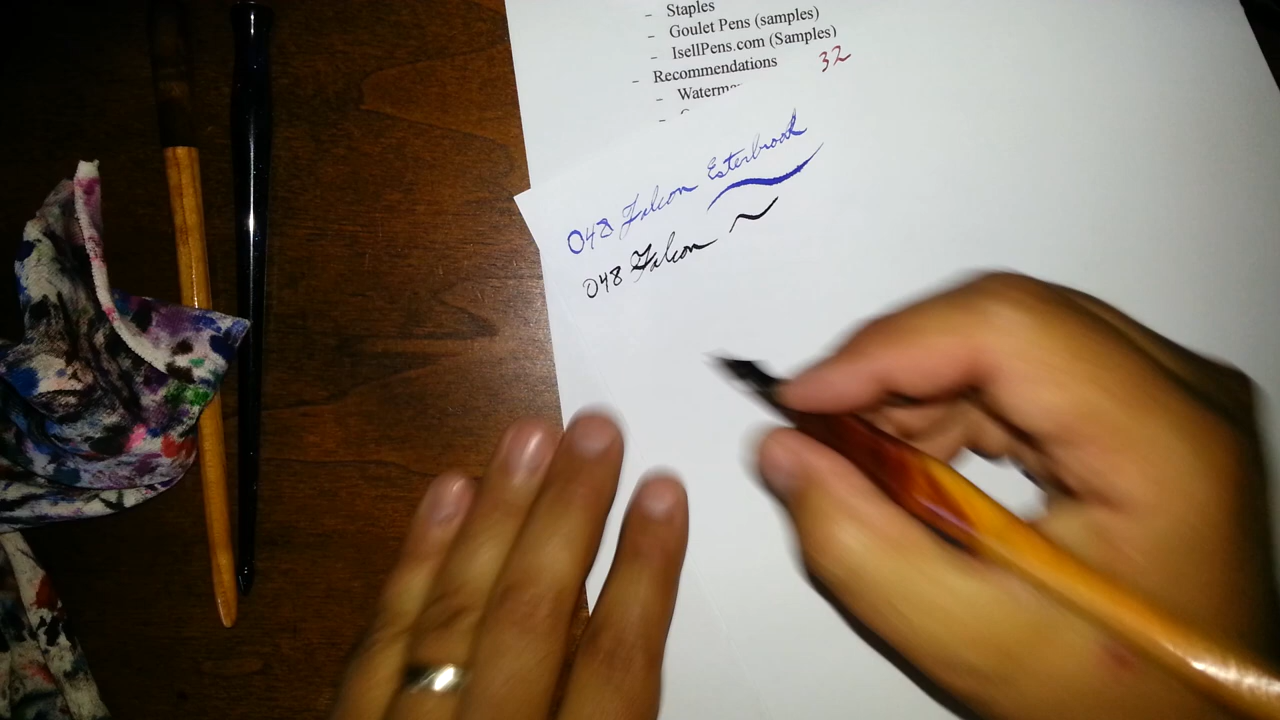 - Staples
- Goulet Pens (samples)
- IsellPens.com (Samples)
- Recommendations
32
048 Falcon Esterbrook
048 Falcon